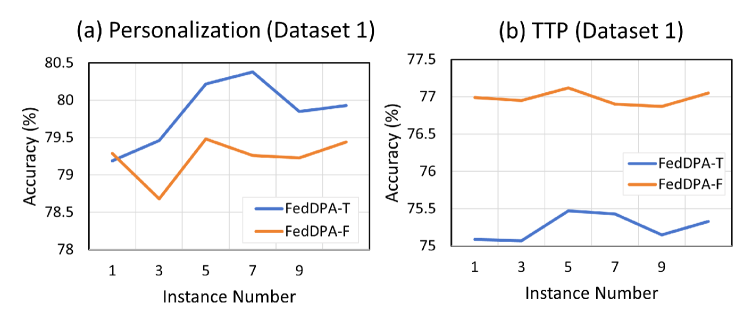 (a) Personalization (Dataset 1)
80.5
80
79.5
79
78.5
78
Accuracy (%)
FedDPA-T
FedDPA-F
1 3 5 7 9
Instance Number
(b) TTP (Dataset 1)
77.5
77
76.5
76
75.5
75
Accuracy (%)
FedDPA-T
FedDPA-F
1 3 5 7 9
Instance Number